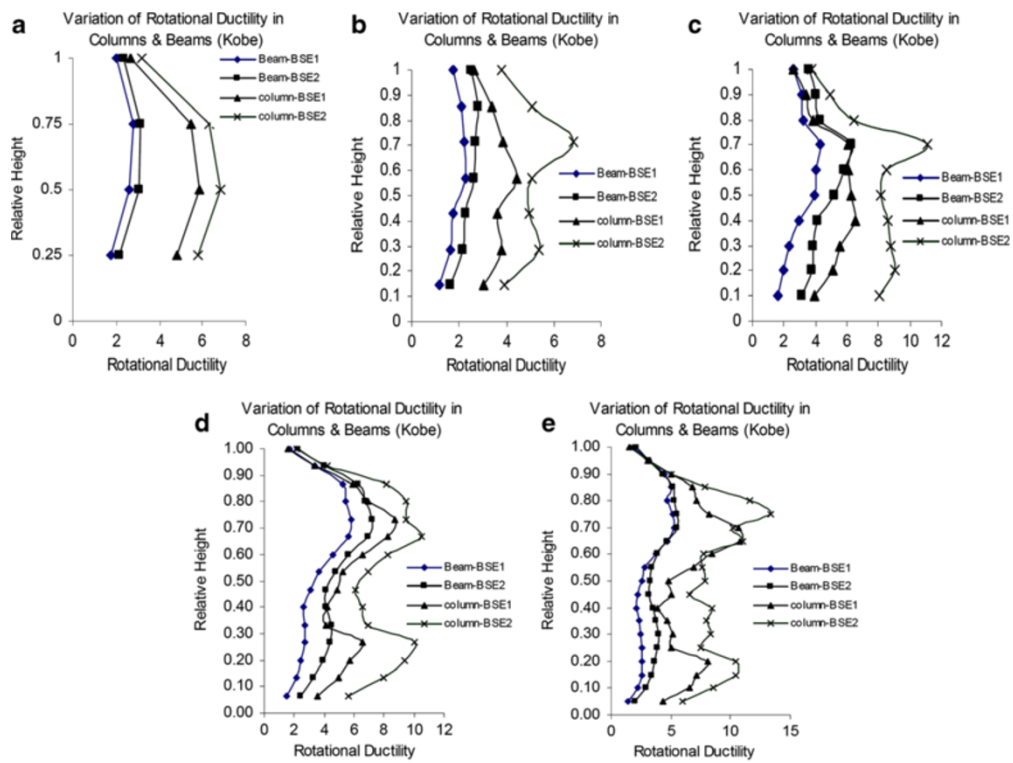 a
Variation of Rotational Ductility in
Columns & Beams (Kobe)
Relative Height
1
0.75
0.5
0.25
0
0 2 4 6 8
Rotational Ductility
Beam-BSE1
Beam-BSE2
column-BSE1
column-BSE2
b
Variation of Rotational Ductility in
Columns & Beams (Kobe)
Relative Height
1
0.9
0.8
0.7
0.6
0.5
0.4
0.3
0.2
0.1
0
0 2 4 6 8
Rotational Ductility
Beam-BSE1
Beam-BSE2
column-BSE1
column-BSE2
c
Variation of Rotational Ductility in
Columns & Beams (Kobe)
Relative Height
1
0.9
0.8
0.7
0.6
0.5
0.4
0.3
0.2
0.1
0
0 2 4 6 8 10 12
Rotational Ductility
Beam-BSE1
Beam-BSE2
column-BSE1
column-BSE2
d
Variation of Rotational Ductility in
Columns & Beams (Kobe)
Relative Height
1.00
0.90
0.80
0.70
0.60
0.50
0.40
0.30
0.20
0.10
0.00
0 2 4 6 8 10 12
Rotational Ductility
Beam-BSE1
Beam-BSE2
column-BSE1
column-BSE2
e
Variation of Rotational Ductility in
Columns & Beams (Kobe)
Relative Height
1.00
0.90
0.80
0.70
0.60
0.50
0.40
0.30
0.20
0.10
0.00
0 5 10 15
Rotational Ductility
Beam-BSE1
Beam-BSE2
column-BSE1
column-BSE2